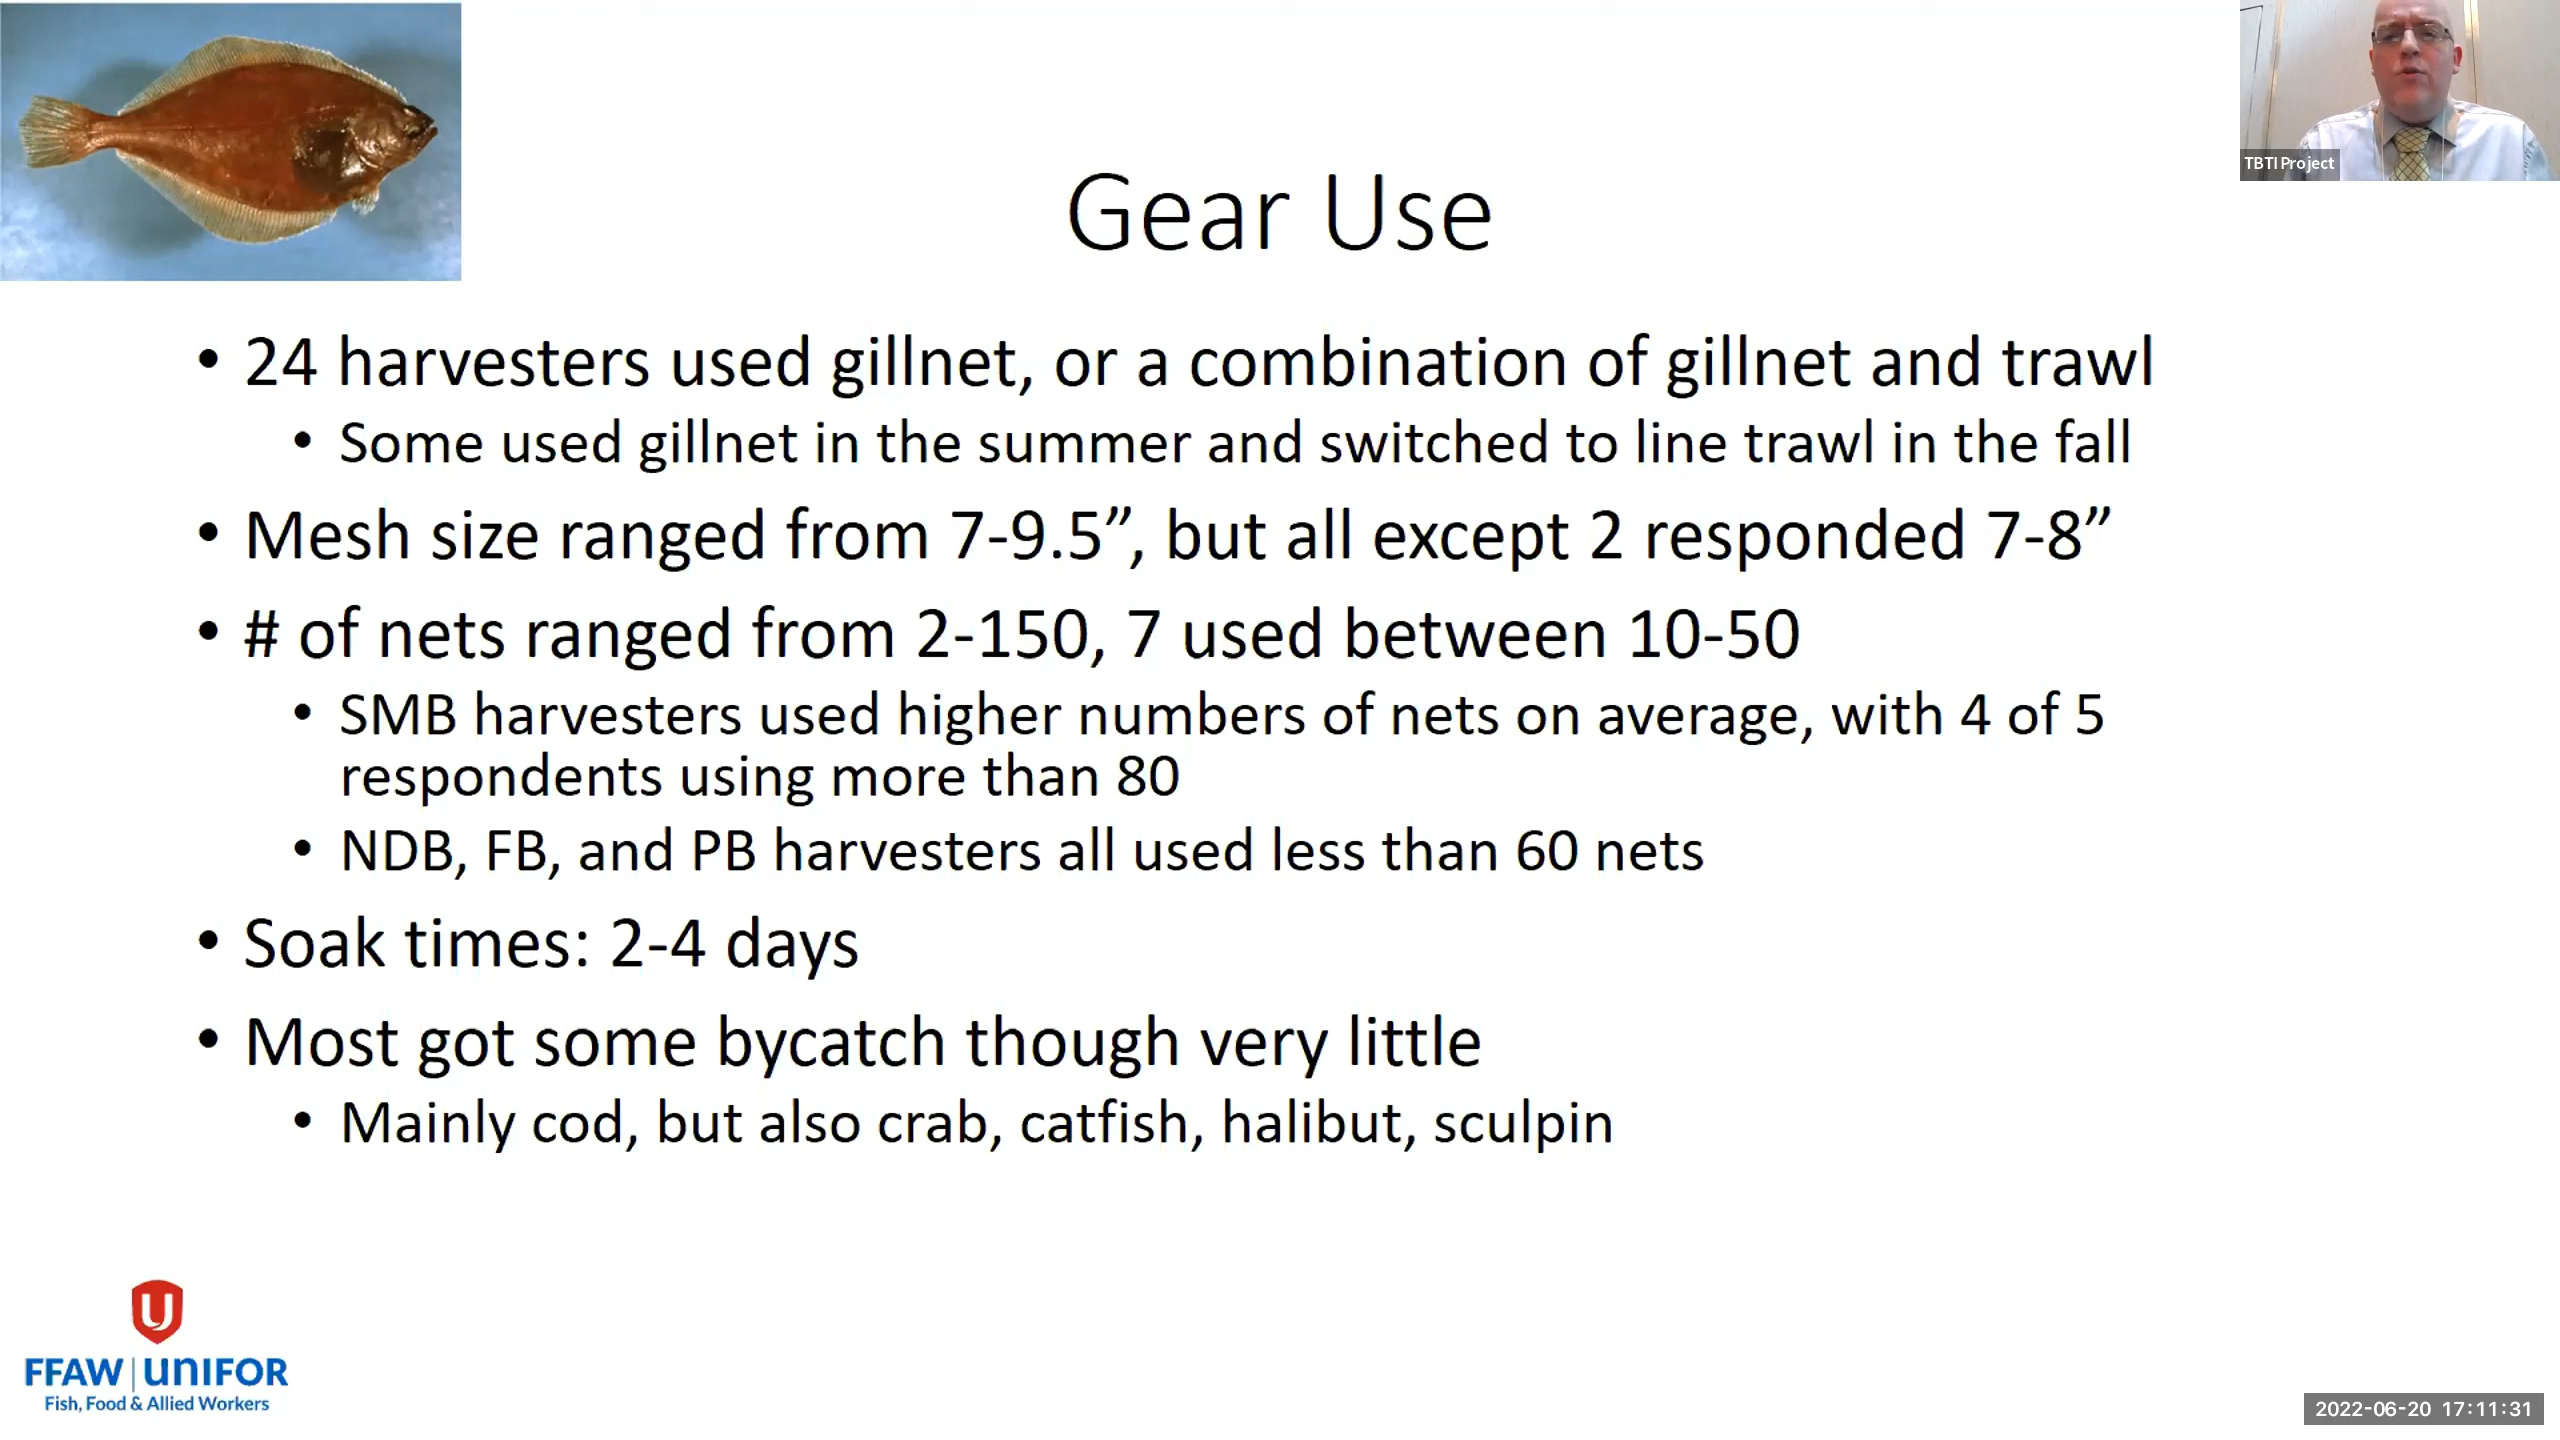 TBTI Project
Gear Use
• 24 harvesters used gillnet, or a combination of gillnet and trawl
• Some used gillnet in the summer and switched to line trawl in the fall
• Mesh size ranged from 7-9.5”, but all except 2 responded 7-8”
• # of nets ranged from 2-150, 7 used between 10-50
• SMB harvesters used higher numbers of nets on average, with 4 of 5
respondents using more than 80
• NDB, FB, and PB harvesters all used less than 60 nets
• Soak times: 2-4 days
• Most got some bycatch though very little
• Mainly cod, but also crab, catfish, halibut, sculpin
U
FFAW | UNIFOR
Fish, Food & Allied Workers
2022-06-20 17:11:31